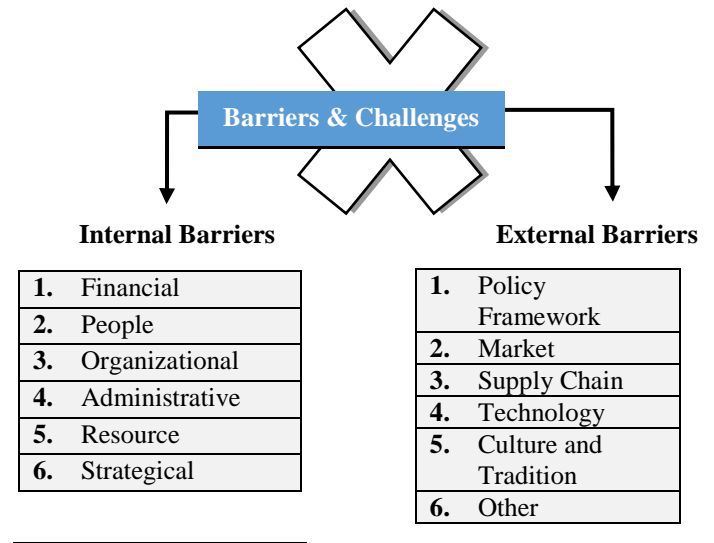 Barriers & Challenges
Internal Barriers
1. Financial
2. People
3. Organizational
4. Administrative
5. Resource
6. Strategical
External Barriers
1. Policy
Framework
2. Market
3. Supply Chain
4. Technology
5. Culture and
Tradition
6. Other